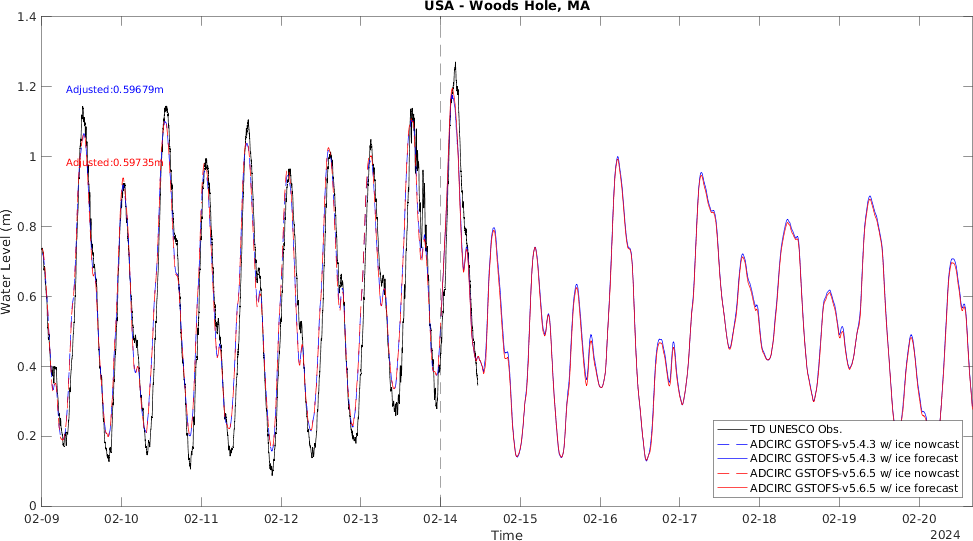 USA - Woods Hole, MA
1.4
1.2
1
0.8
0.6
0.4
0.2
0
Water Level (m)
Adjusted:0.59679m
Adjusted:0.59735m
TD UNESCO Obs.
ADCIRC GSTOFS-v5.4.3 w/ ice nowcast
ADCIRC GSTOFS-v5.4.3 w/ ice forecast
ADCIRC GSTOFS-v5.6.5 w/ ice nowcast
ADCIRC GSTOFS-v5.6.5 w/ ice forecast
02-09 02-10 02-11 02-12 02-13 02-14 02-15 02-16 02-17 02-18 02-19 02-20
Time
2024